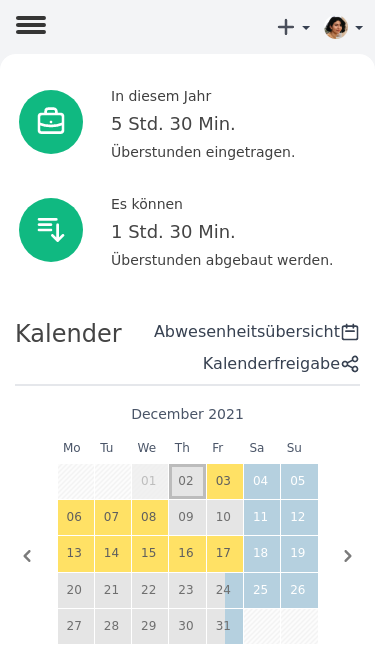 In diesem Jahr
5 Std. 30 Min.
Überstunden eingetragen.
Es können
1 Std. 30 Min.
Überstunden abgebaut werden.
Kalender
Abwesenheitsübersicht
Kalenderfreigabe
December 2021
Mo Tu We Th Fr Sa Su
01 02 03 04 05
06 07 08 09 10 11 12
13 14 15 16 17 18 19
20 21 22 23 24 25 26
27 28 29 30 31